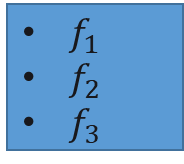 • f₁
• f₂
• f₃